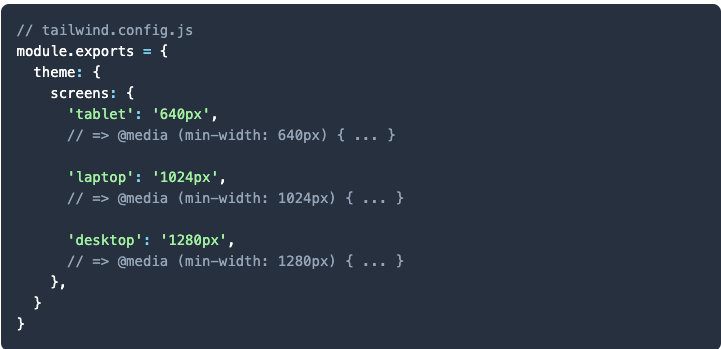 // tailwind.config.js
module.exports = {
  theme: {
    screens: {
      'tablet': '640px',
      // => @media (min-width: 640px) { ... }

      'laptop': '1024px',
      // => @media (min-width: 1024px) { ... }

      'desktop': '1280px',
      // => @media (min-width: 1280px) { ... }
    },
  }
}